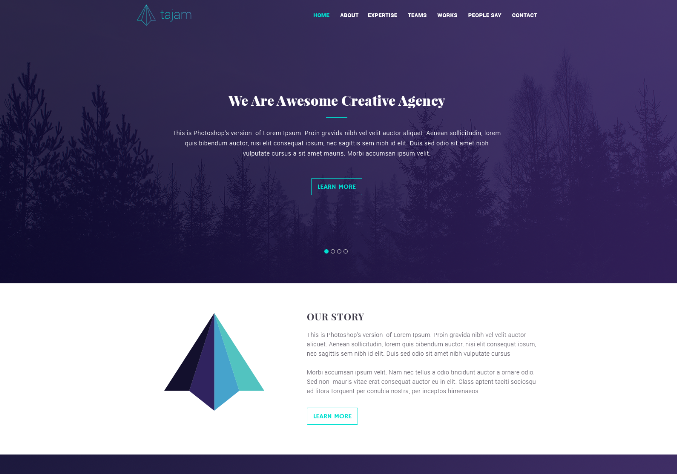 tajam
HOME ABOUT EXPERTISE TEAMS WORKS PEOPLE SAY CONTACT
We Are Awesome Creative Agency
This is Photoshop's version of Lorem Ipsum. Proin gravida nibh vel velit auctor aliquet. Aenean sollicitudin, lorem
quis bibendum auctor, nisi elit consequat ipsum, nec sagittis sem nibh id elit. Duis sed odio sit amet nibh
vulputate cursus a sit amet mauris. Morbi accumsan ipsum velit.
LEARN MORE
OUR STORY
This is Photoshop's version of Lorem Ipsum. Proin gravida nibh vel velit auctor
aliquet. Aenean sollicitudin, lorem quis bibendum auctor, nisi elit consequat ipsum,
nec sagittis sem nibh id elit. Duis sed odio sit amet nibh vulputate cursus
Morbi accumsan ipsum velit. Nam nec tellus a odio tincidunt auctor a ornare odio.
Sed non mauris vitae erat consequat auctor eu in elit. Class aptent taciti sociosqu
ad litora torquent per conubia nostra, per inceptos himenaeos.
LEARN MORE